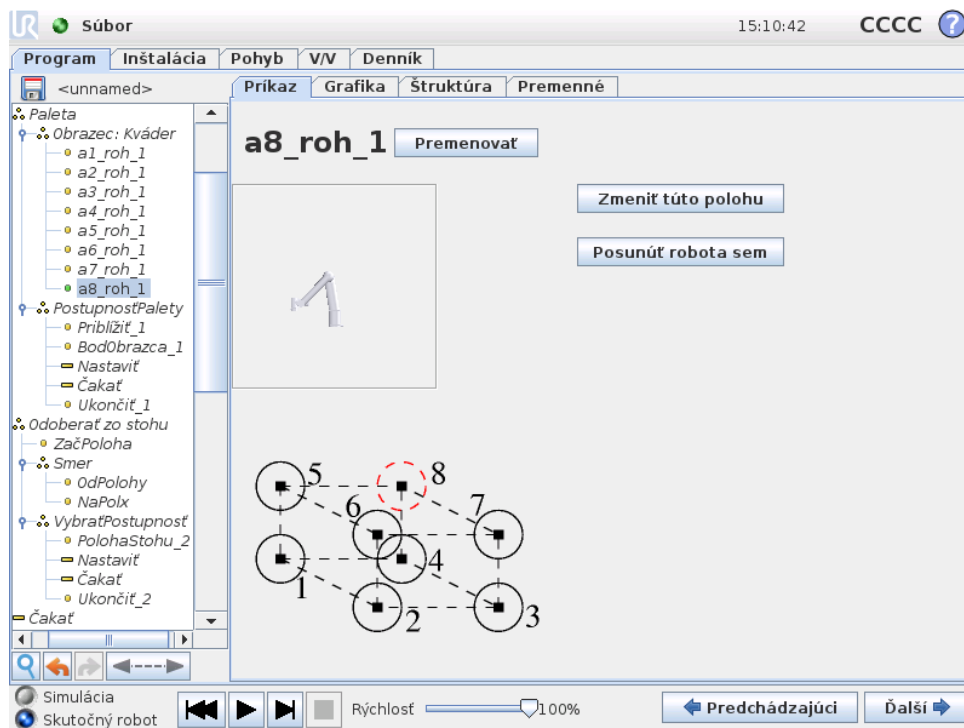 UR Súbor 15:10:42 CCCC ?
Program Inštalácia Pohyb V/V Denník
<unnamed> Príkaz Grafika Štruktúra Premenné
Paleta
Obrazec: Kváder
a1_roh_1
a2_roh_1
a3_roh_1
a4_roh_1
a5_roh_1
a6_roh_1
a7_roh_1
a8_roh_1
PostupnosťPalety
Priblížiť_1
BodObrazca_1
Nastaviť
Čakať
Ukončiť_1
Odoberať zo stohu
ZačPoloha
Smer
OdPolohy
NaPolx
VybraťPostupnosť
PolohaStohu_2
Nastaviť
Čakať
Ukončiť_2
Čakať
a8_roh_1 Premenovať
Zmeniť túto polohu
Posunúť robota sem
5 8
6 7
1 4
2 3
Simulácia
Skutočný robot
Rýchlosť 100%
Predchádzajúci Ďalší